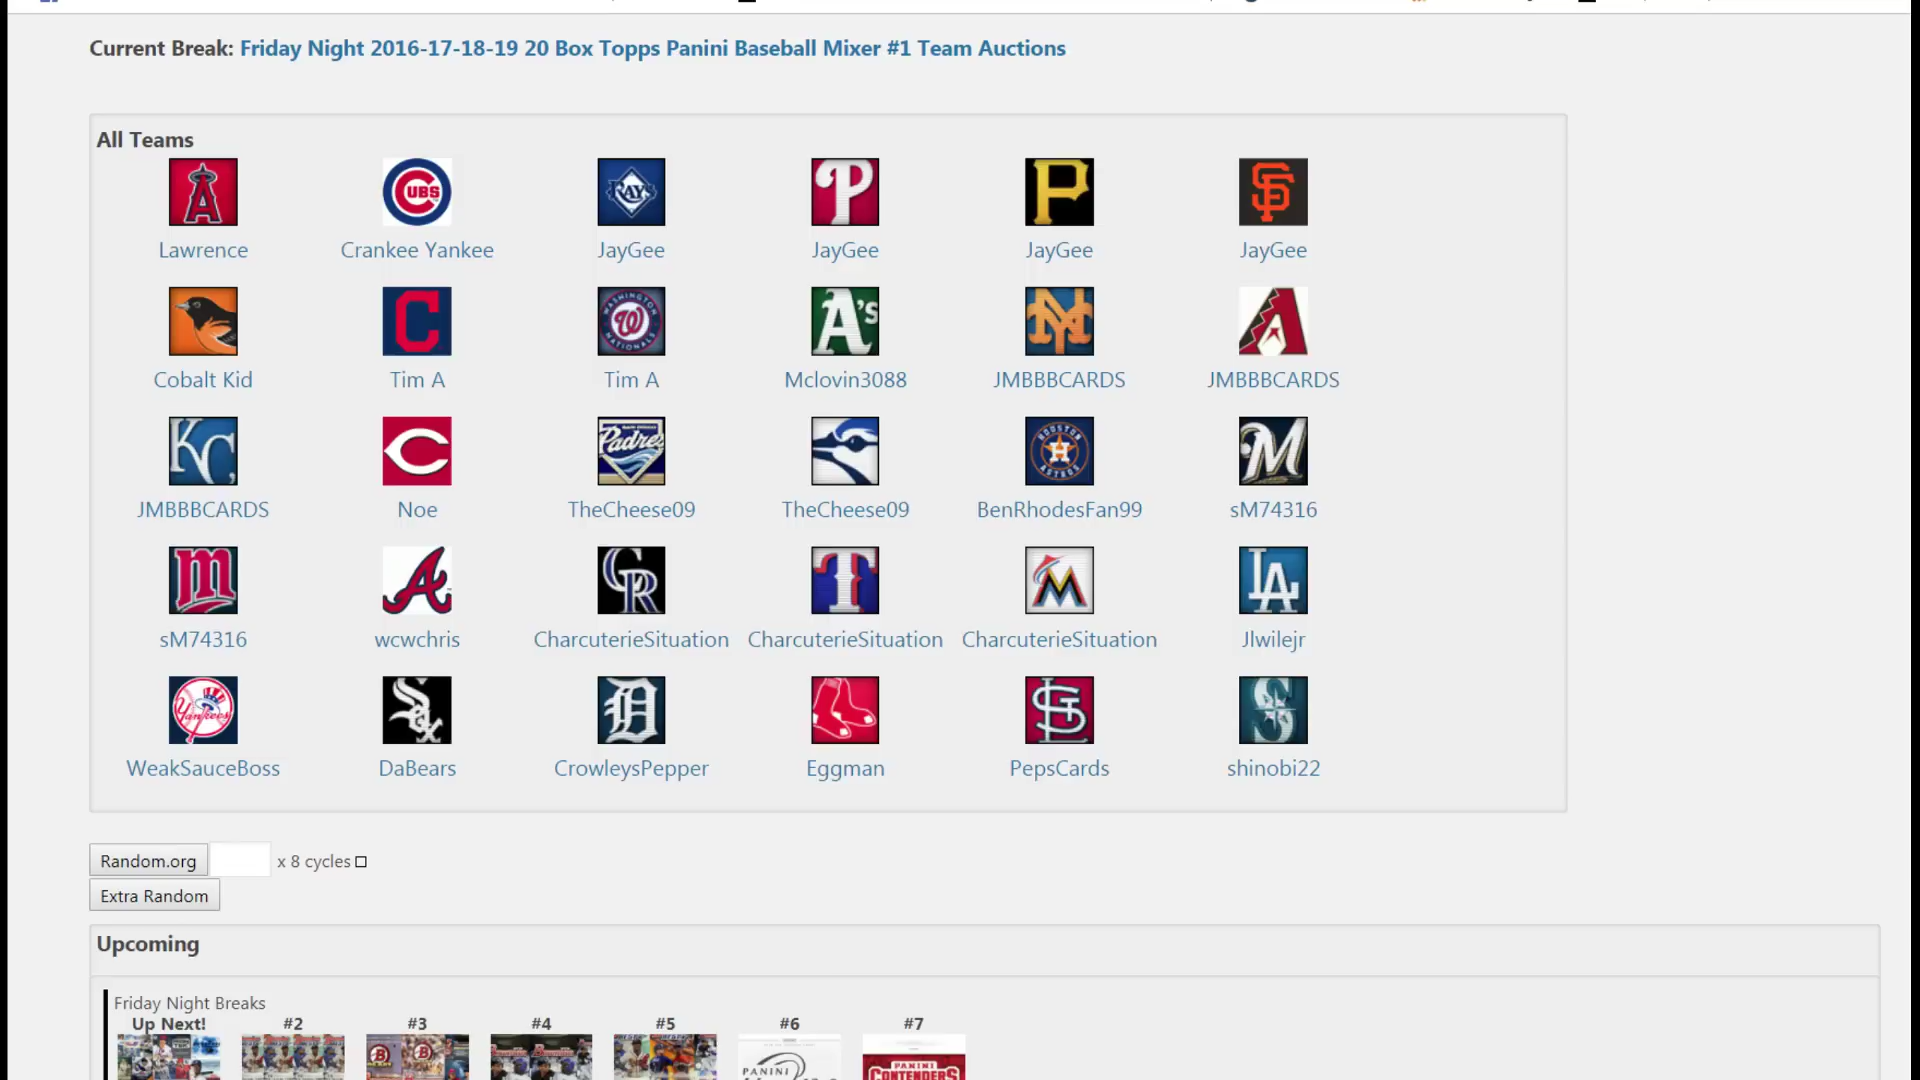 Current Break: Friday Night 2016-17-18-19 20 Box Topps Panini Baseball Mixer #1 Team Auctions
All Teams
Lawrence Crankee Yankee JayGee JayGee JayGee JayGee
Cobalt Kid Tim A Tim A Mclovin3088 JMBBBCARDS JMBBBCARDS
JMBBBCARDS Noe TheCheese09 TheCheese09 BenRhodesFan99 sM74316
sM74316 wcwchris CharcuterieSituation CharcuterieSituation CharcuterieSituation Jlwilejr
WeakSauceBoss DaBears CrowleysPepper Eggman PepsCards shinobi22
Random.org x 8 cycles
Extra Random
Upcoming
Friday Night Breaks
Up Next! #2 #3 #4 #5 #6 #7
PANINI PANINI
CONTENDERS